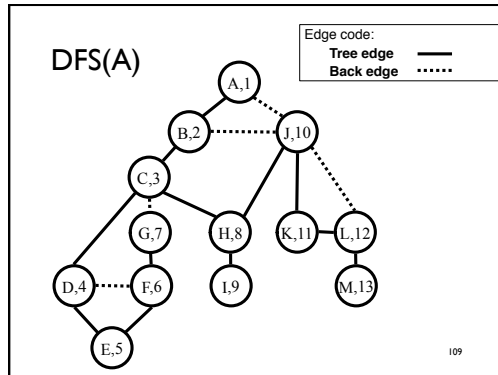 DFS(A)
Edge code:
Tree edge
Back edge
A,1
B,2
J,10
C,3
G,7
H,8
K,11
L,12
D,4
F,6
I,9
M,13
E,5
109